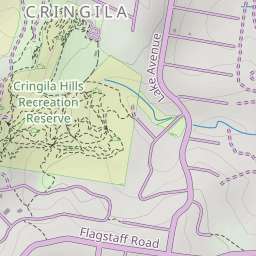 CRINGILA
Lake Avenue
Cringila Hills
Recreation
Reserve
Flagstaff Road